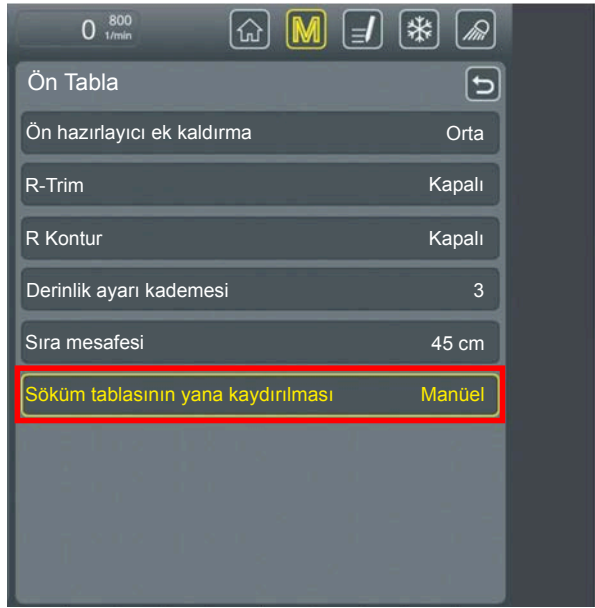 0 800
1/min
M
Ön Tabla
Ön hazırlayıcı ek kaldırma Orta
R-Trim Kapalı
R Kontur Kapalı
Derinlik ayarı kademesi 3
Sıra mesafesi 45 cm
Söküm tablasının yana kaydırılması Manüel